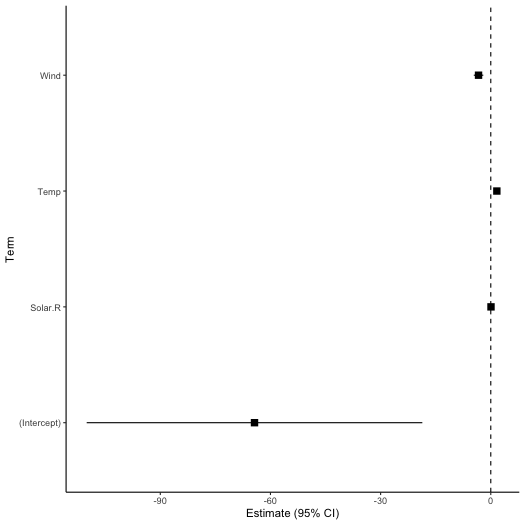 Wind
Temp
Solar.R
(Intercept)
Term
-90 -60 -30 0
Estimate (95% CI)